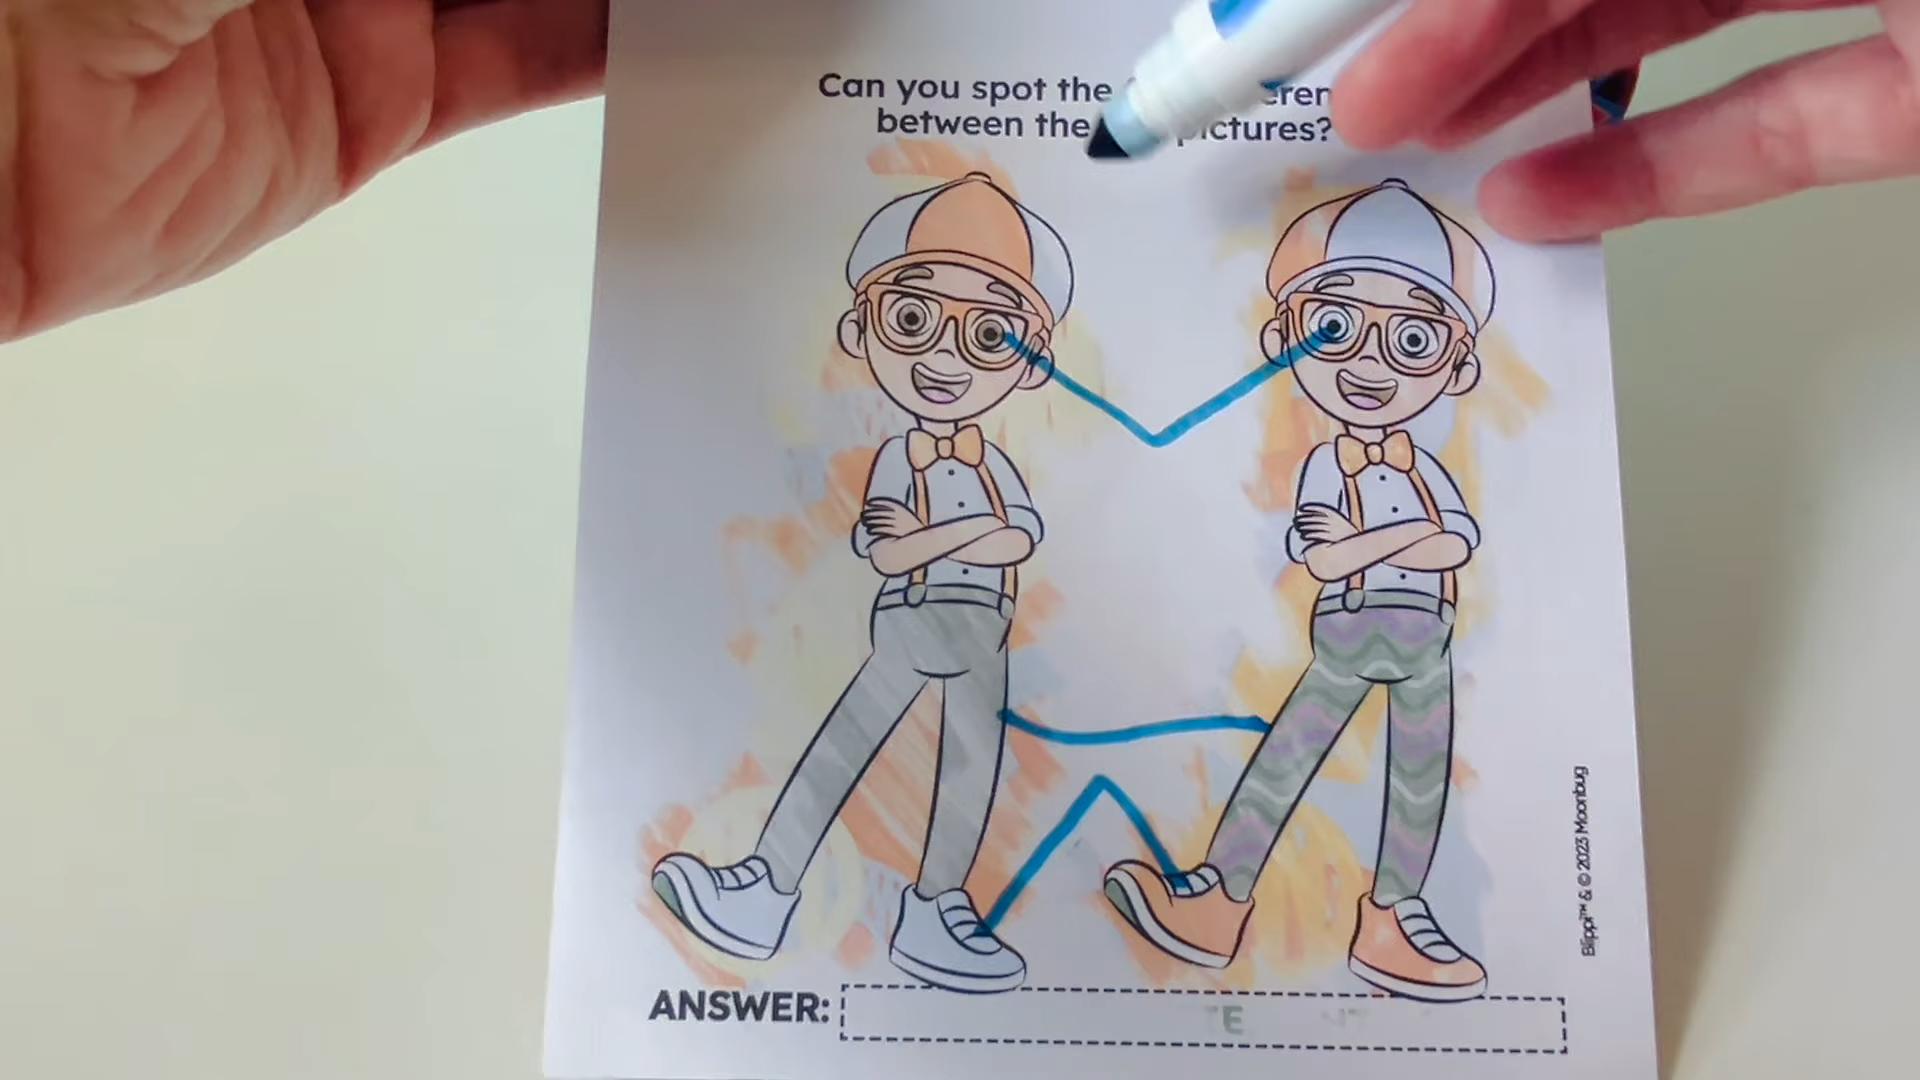 Can you spot the
between the pictures?
Blippi™ & © 2023 Moonbug
ANSWER: